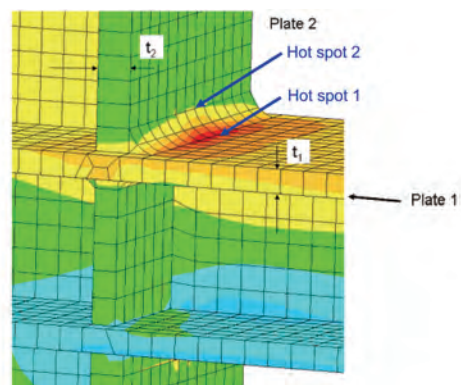 Plate 2
t₂
Hot spot 2
Hot spot 1
t₁
Plate 1